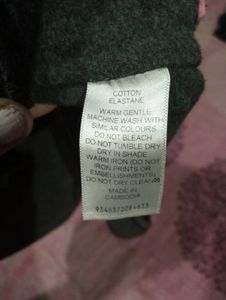 COTTON
ELASTANE
WARM GENTLE
MACHINE WASH WITH
SIMILAR COLOURS
DO NOT BLEACH
DO NOT TUMBLE DRY
DRY IN SHADE
WARM IRON (DO NOT
IRON PRINTS OR
EMBELLISHMENTS)
DO NOT DRY CLEAN
MADE IN
CAMBODIA